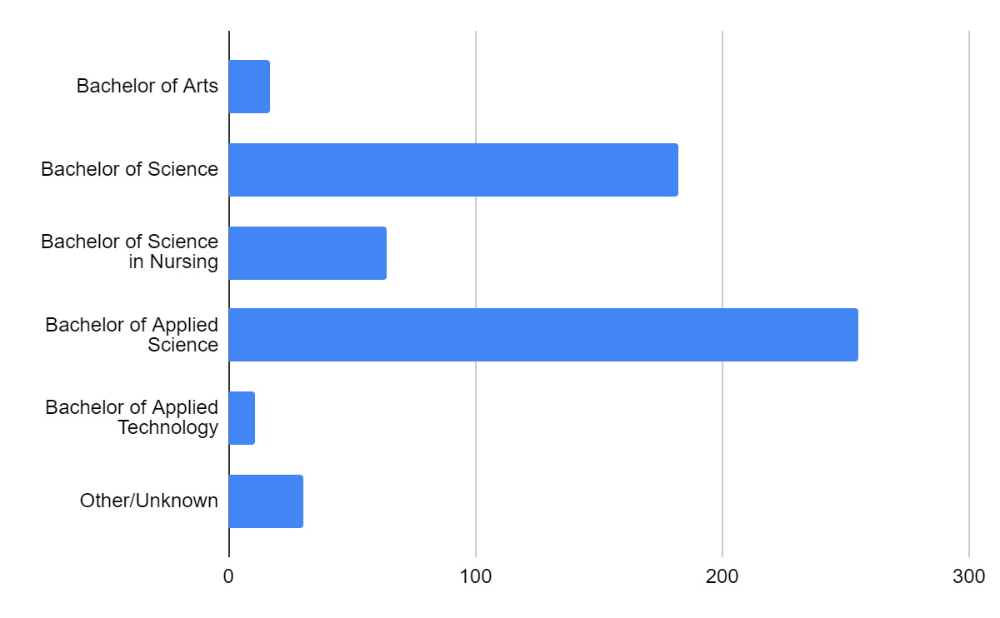 Bachelor of Arts
Bachelor of Science
Bachelor of Science
in Nursing
Bachelor of Applied
Science
Bachelor of Applied
Technology
Other/Unknown
0 100 200 300